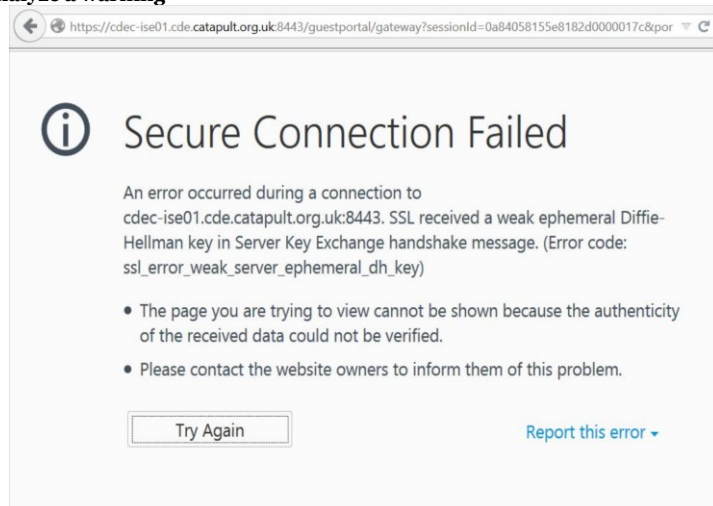 https://cdec-ise01.cde.catapult.org.uk:8443/guestportal/gateway?sessionId=0a84058155e8182d0000017c&por
Secure Connection Failed
An error occurred during a connection to
cdec-ise01.cde.catapult.org.uk:8443. SSL received a weak ephemeral Diffie-
Hellman key in Server Key Exchange handshake message. (Error code:
ssl_error_weak_server_ephemeral_dh_key)
• The page you are trying to view cannot be shown because the authenticity
of the received data could not be verified.
• Please contact the website owners to inform them of this problem.
Try Again
Report this error